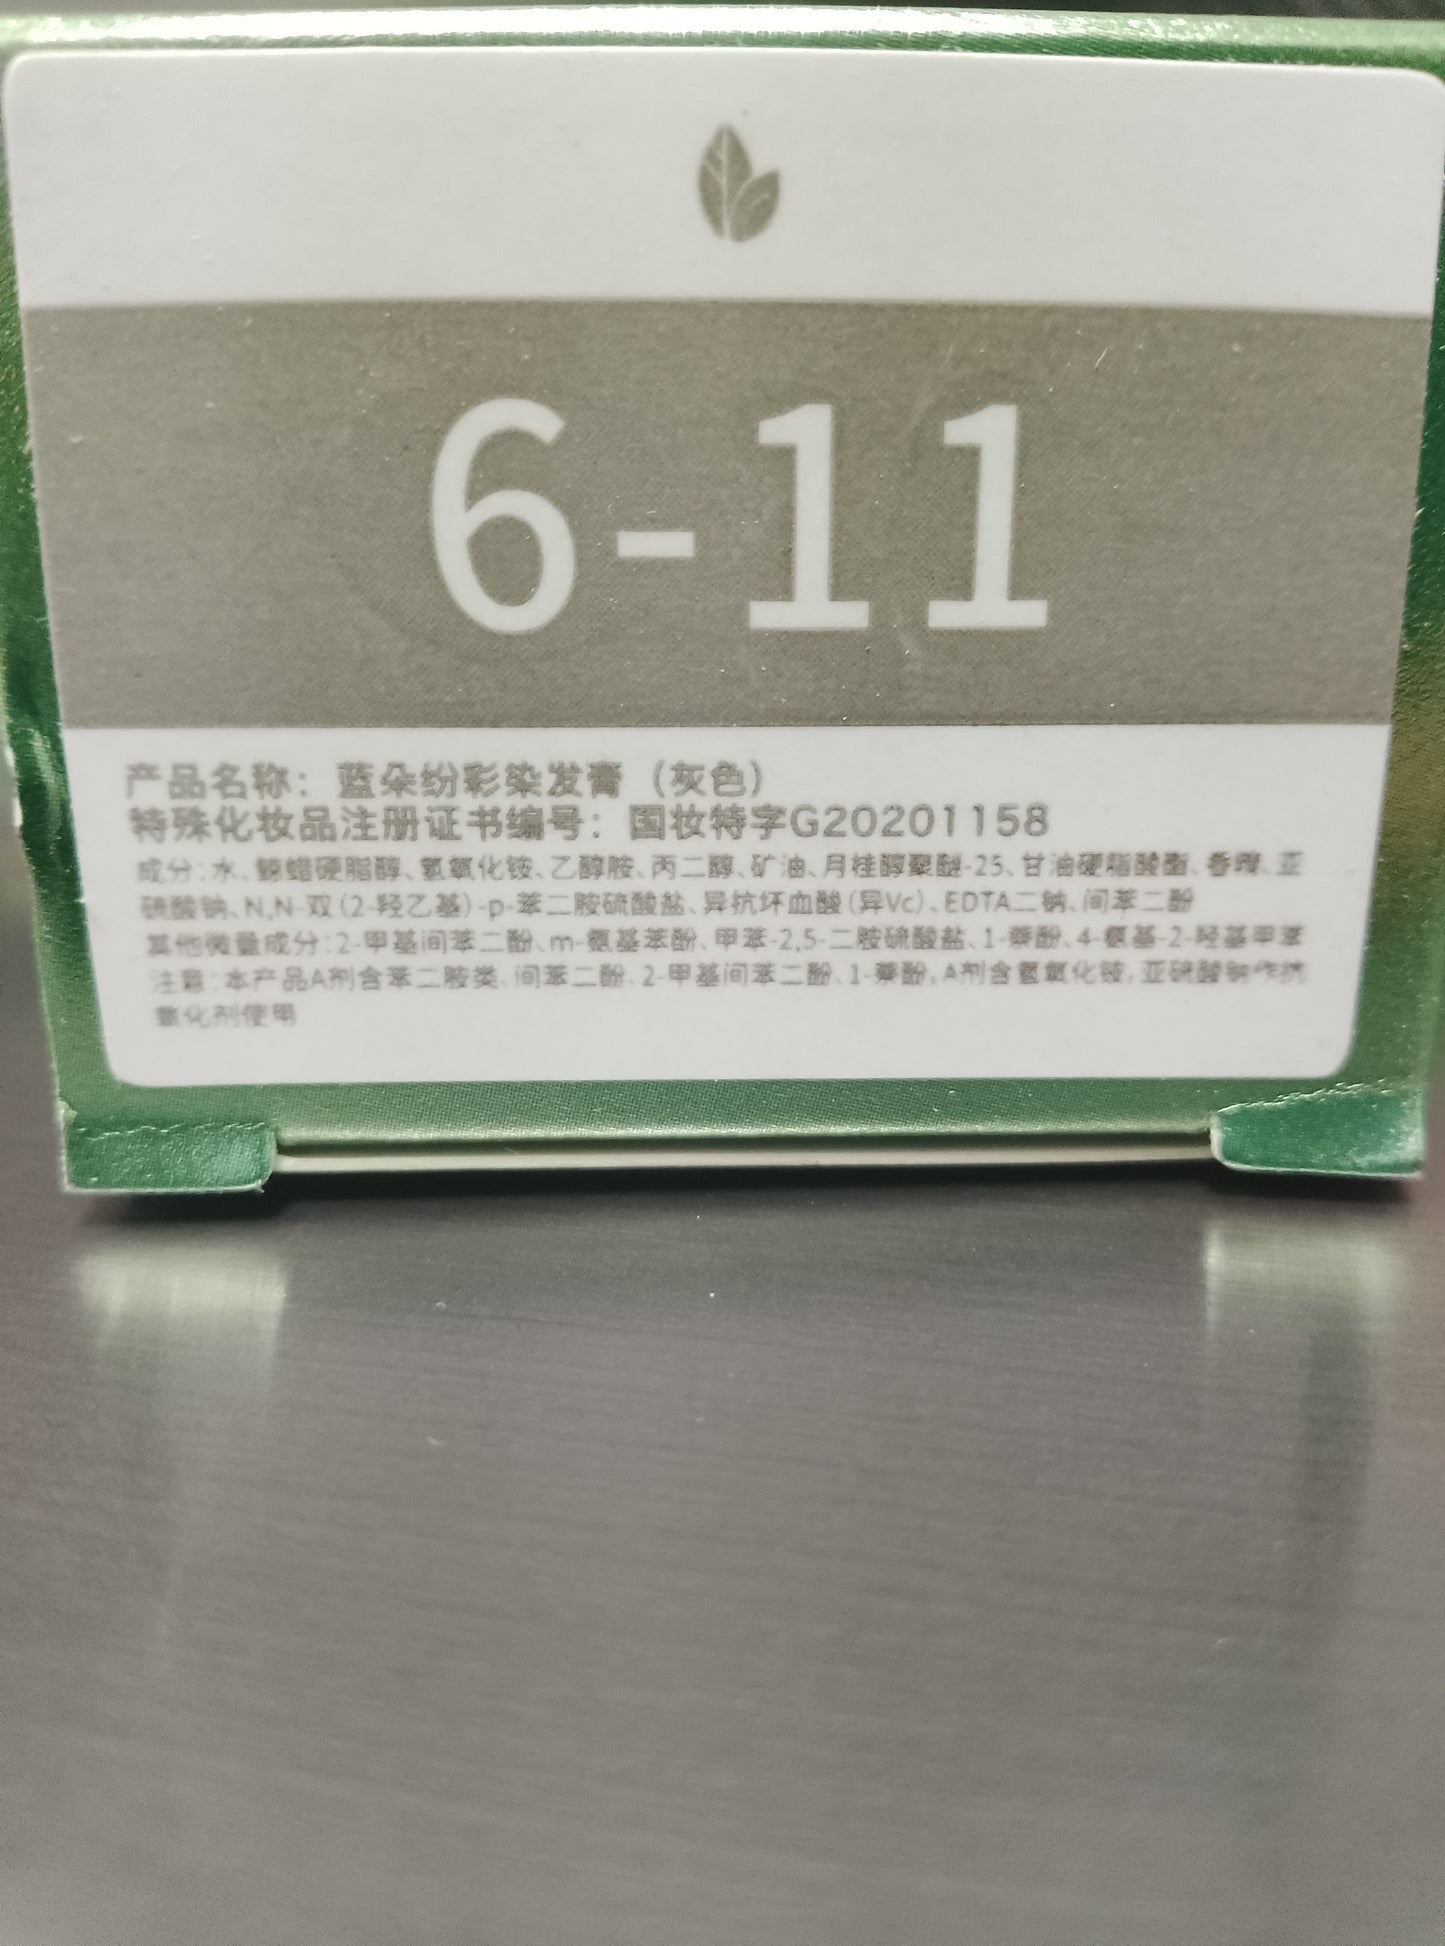 6-11
产品名称：蓝朵纷彩染发膏（灰色）
特殊化妆品注册证书编号：国妆特字G20201158
成分：水、鲸蜡硬脂醇、氢氧化铵、乙醇胺、丙二醇、矿油、月桂醇聚醚-25、甘油硬脂酸酯、香精、亚
硫酸钠、N,N-双（2-羟乙基）-p-苯二胺硫酸盐、异抗坏血酸（异Vc）、EDTA二钠、间苯二酚
其他微量成分：2-甲基间苯二酚、m-氨基苯酚、甲苯-2,5-二胺硫酸盐、1-萘酚、4-氨基-2-羟基甲苯
注意：本产品A剂含苯二胺类、间苯二酚、2-甲基间苯二酚、1-萘酚，A剂含氢氧化铵，亚硫酸钠作抗
氧化剂使用